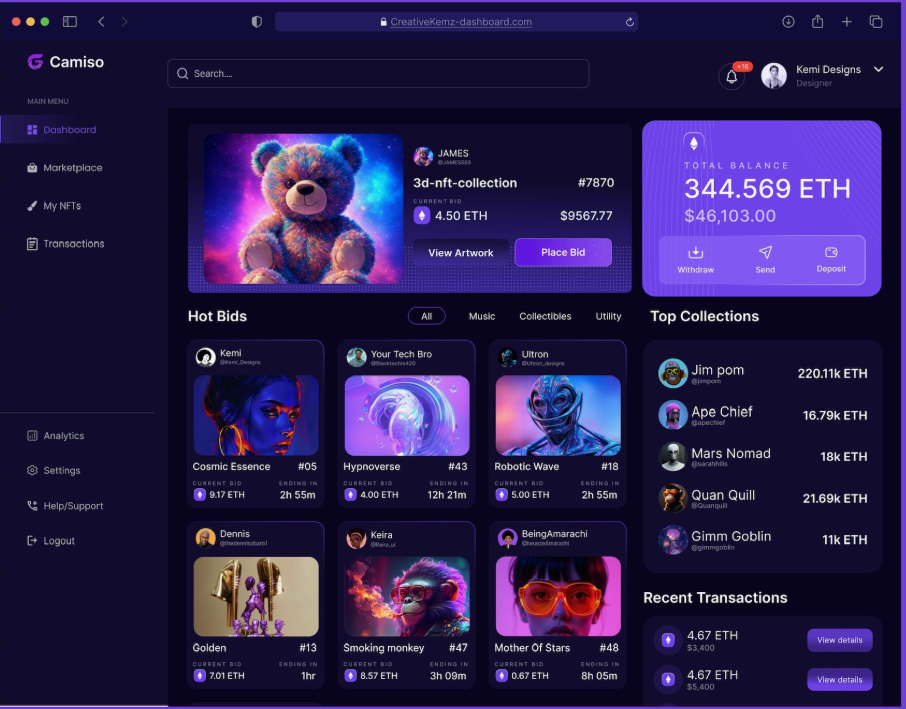 CreativeKemz-dashboard.com
Camiso
Search....
+16
Kemi Designs
Designer
MAIN MENU
Dashboard
Marketplace
My NFTs
Transactions
Analytics
Settings
Help/Support
Logout
JAMES
@JAMESSSS
3d-nft-collection #7870
CURRENT BID
4.50 ETH $9567.77
View Artwork Place Bid
TOTAL BALANCE
344.569 ETH
$46,103.00
Withdraw Send Deposit
Hot Bids
All Music Collectibles Utility
Kemi
@Kemi_Designs
Cosmic Essence #05
CURRENT BID ENDING IN
9.17 ETH 2h 55m
Your Tech Bro
@Blacktechie420
Hypnoverse #43
CURRENT BID ENDING IN
4.00 ETH 12h 21m
Ultron
@Ultron_designs
Robotic Wave #18
CURRENT BID ENDING IN
5.00 ETH 2h 55m
Dennis
Golden #13
CURRENT BID ENDING IN
7.01 ETH 1hr
Keira
@Keira_ui
Smoking monkey #47
CURRENT BID ENDING IN
8.57 ETH 3h 09m
BeingAmarachi
Mother Of Stars #48
CURRENT BID ENDING IN
0.67 ETH 8h 05m
Top Collections
Jim pom
@jimpom
220.11k ETH
Ape Chief
@apechief
16.79k ETH
Mars Nomad
@sarahhills
18k ETH
Quan Quill
@Quanquill
21.69k ETH
Gimm Goblin
@gimmgoblin
11k ETH
Recent Transactions
4.67 ETH
$3,400
View details
4.67 ETH
$5,400
View details